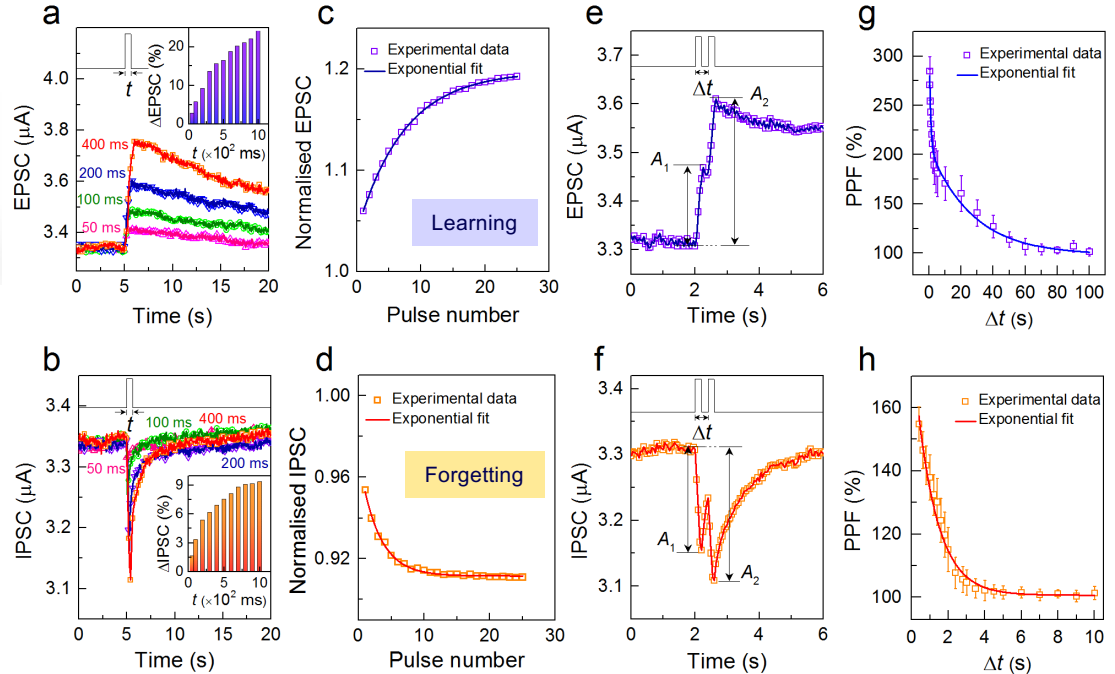 a
t
ΔEPSC (%)
20
10
0
0
5
10
t (×10² ms)
4.0
3.8
3.6
3.4
EPSC (μA)
400 ms
200 ms
100 ms
50 ms
0
5
10
15
20
Time (s)
c
Experimental data
Exponential fit
1.2
1.1
1.0
Normalised EPSC
Learning
0
10
20
30
Pulse number
e
Δt
A₂
A₁
3.7
3.6
3.5
3.4
3.3
EPSC (μA)
0
2
4
6
Time (s)
g
Experimental data
Exponential fit
300
250
200
150
100
PPF (%)
0
20
40
60
80
100
Δt (s)
b
t
400 ms
100 ms
50 ms
200 ms
3.4
3.3
3.2
3.1
IPSC (μA)
ΔIPSC (%)
9
6
3
0
0
5
10
t (×10² ms)
0
5
10
15
20
Time (s)
d
Experimental data
Exponential fit
1.00
0.96
0.92
Normalised IPSC
Forgetting
0
10
20
30
Pulse number
f
Δt
A₁
A₂
3.4
3.3
3.2
3.1
IPSC (μA)
0
2
4
6
Time (s)
h
Experimental data
Exponential fit
160
140
120
100
PPF (%)
0
2
4
6
8
10
Δt (s)